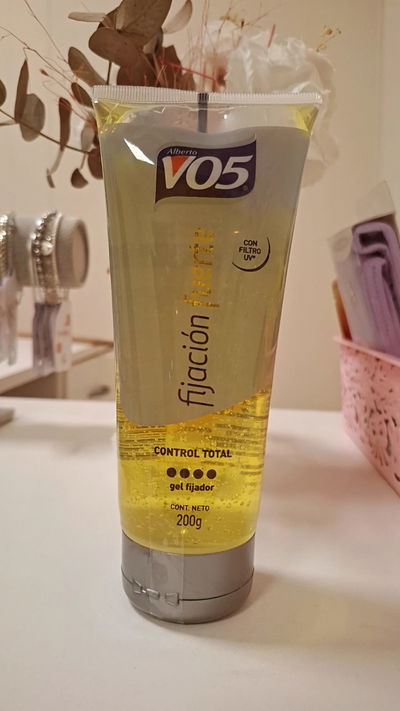 Alberto
VO5
CON
FILTRO
UV*
fijación fuerte
CONTROL TOTAL
gel fijador
CONT. NETO
200g